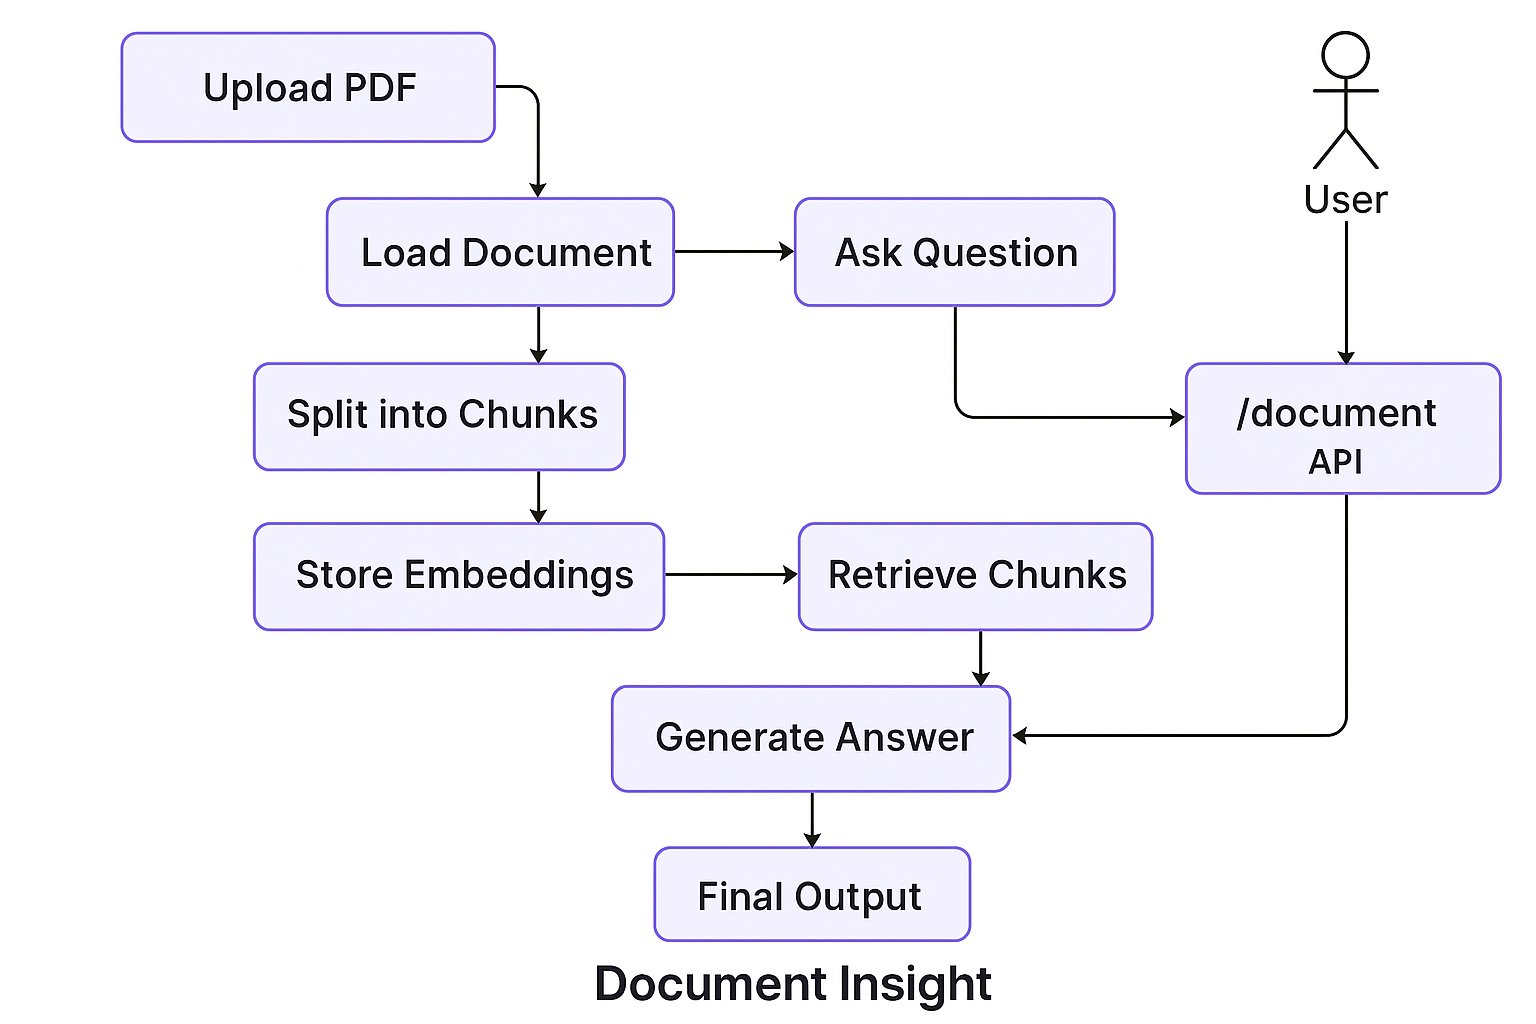 Upload PDF
User
Load Document
Ask Question
Split into Chunks
/document
API
Store Embeddings
Retrieve Chunks
Generate Answer
Final Output
Document Insight